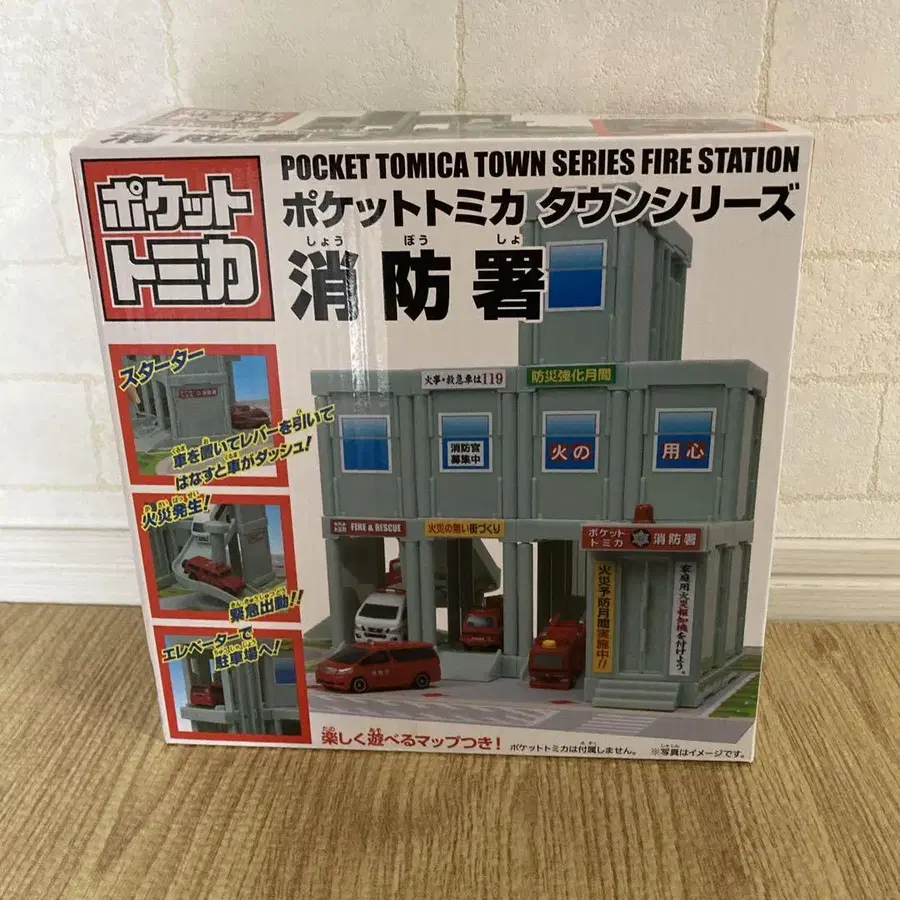 POCKET TOMICA TOWN SERIES FIRE STATION
ポケット
トミカ
ポケットトミカ タウンシリーズ
しょう ぼう しょ
消防署
スターター
車を置いてレバーを引いて
はなすと車がダッシュ!
火災発生!
緊急出動!!
エレベーターで
駐車場へ!
火事・救急車は119
防災強化月間
消防官
募集中
火の
用心
FIRE & RESCUE
火災の無い街づくり
ポケット
トミカ
消防署
火災予防月間実施中!!
家庭用火災報知機を付けよう。
楽しく遊べるマップつき!
ポケットトミカは付属しません。
※写真はイメージです。